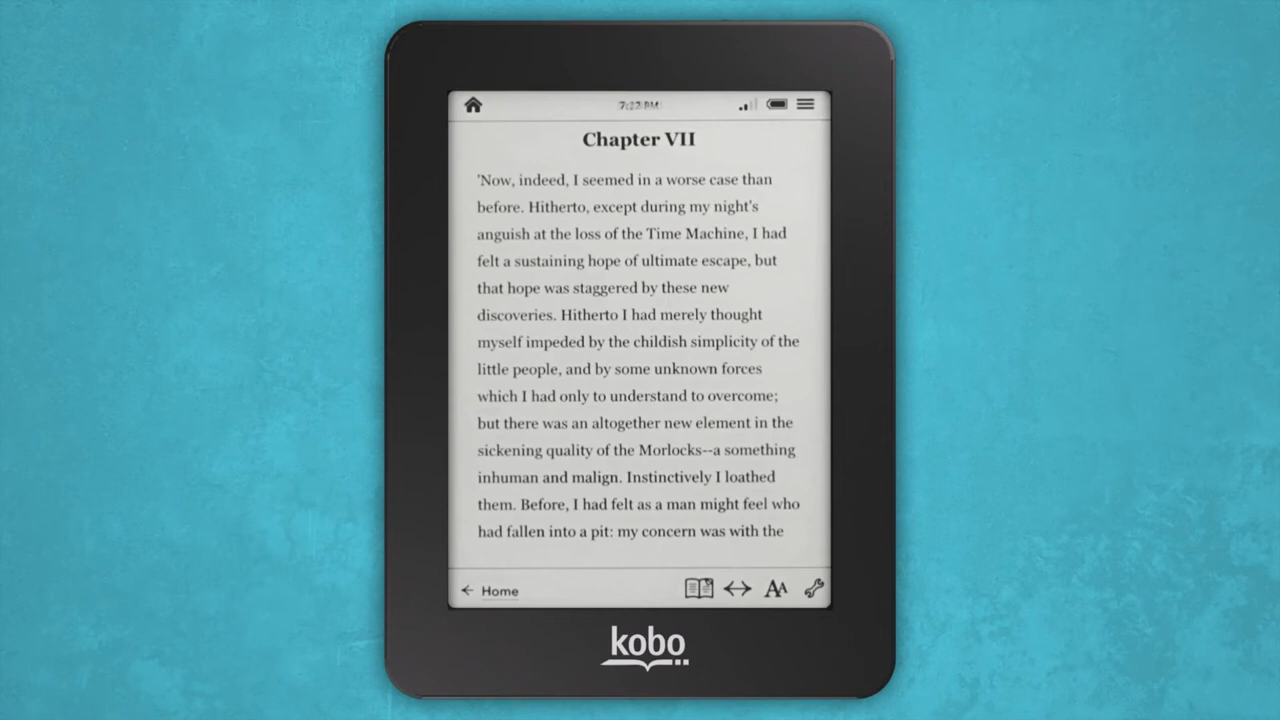 7:27 PM
Chapter VII
'Now, indeed, I seemed in a worse case than
before. Hitherto, except during my night's
anguish at the loss of the Time Machine, I had
felt a sustaining hope of ultimate escape, but
that hope was staggered by these new
discoveries. Hitherto I had merely thought
myself impeded by the childish simplicity of the
little people, and by some unknown forces
which I had only to understand to overcome;
but there was an altogether new element in the
sickening quality of the Morlocks--a something
inhuman and malign. Instinctively I loathed
them. Before, I had felt as a man might feel who
had fallen into a pit: my concern was with the
Home
AA
kobo